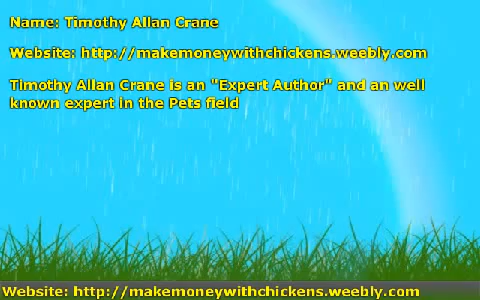 Name: Timothy Allan Crane
Website: http://makemoneywithchickens.weebly.com
Timothy Allan Crane is an "Expert Author" and an well
known expert in the Pets field
Website: http://makemoneywithchickens.weebly.com